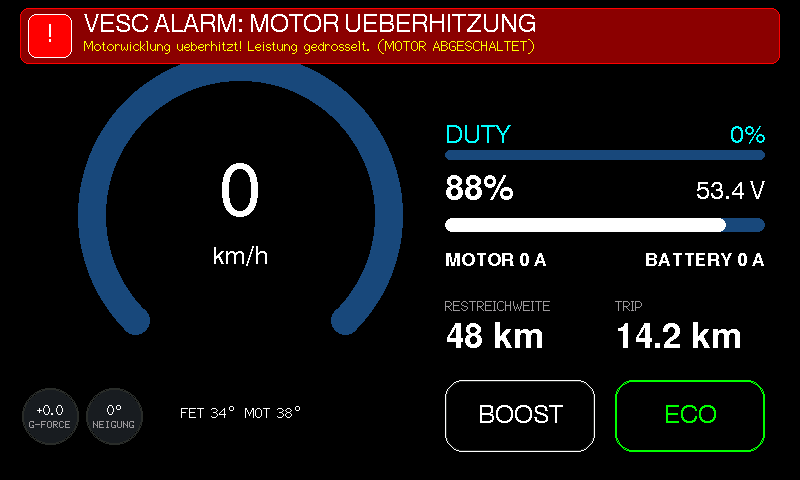 !
VESC ALARM: MOTOR UEBERHITZUNG
Motorwicklung ueberhitzt! Leistung gedrosselt. (MOTOR ABGESCHALTET)
0
km/h
DUTY 0%
88% 53.4 V
MOTOR 0 A BATTERY 0 A
RESTREICHWEITE TRIP
48 km 14.2 km
+0.0
G-FORCE
0°
NEIGUNG
FET 34° MOT 38°
BOOST ECO